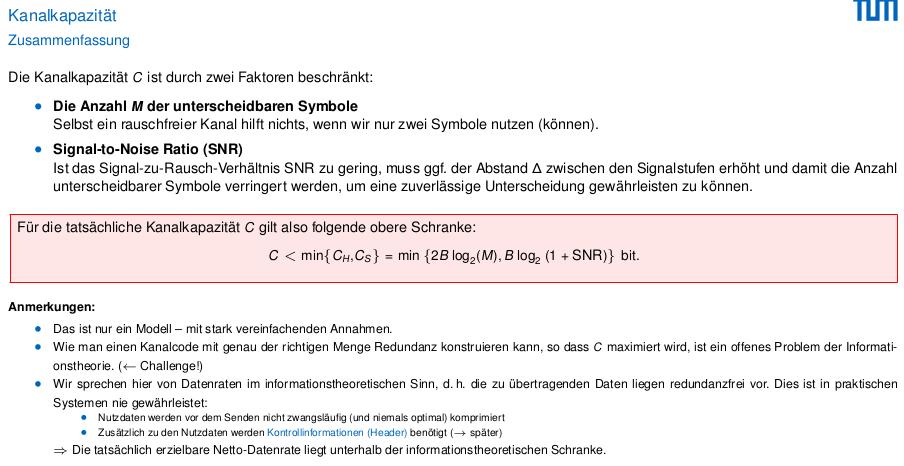 Kanalkapazität
TUM
Zusammenfassung
Die Kanalkapazität C ist durch zwei Faktoren beschränkt:
• Die Anzahl M der unterscheidbaren Symbole
Selbst ein rauschfreier Kanal hilft nichts, wenn wir nur zwei Symbole nutzen (können).
• Signal-to-Noise Ratio (SNR)
Ist das Signal-zu-Rausch-Verhältnis SNR zu gering, muss ggf. der Abstand Δ zwischen den Signalstufen erhöht und damit die Anzahl
unterscheidbarer Symbole verringert werden, um eine zuverlässige Unterscheidung gewährleisten zu können.
Für die tatsächliche Kanalkapazität C gilt also folgende obere Schranke:
C < min{C_H, C_S} = min {2B log₂(M), B log₂ (1 + SNR)} bit.
Anmerkungen:
• Das ist nur ein Modell – mit stark vereinfachenden Annahmen.
• Wie man einen Kanalcode mit genau der richtigen Menge Redundanz konstruieren kann, so dass C maximiert wird, ist ein offenes Problem der Informati-
onstheorie. (← Challenge!)
• Wir sprechen hier von Datenraten im informationstheoretischen Sinn, d. h. die zu übertragenden Daten liegen redundanzfrei vor. Dies ist in praktischen
Systemen nie gewährleistet:
• Nutzdaten werden vor dem Senden nicht zwangsläufig (und niemals optimal) komprimiert
• Zusätzlich zu den Nutzdaten werden Kontrollinformationen (Header) benötigt (→ später)
⇒ Die tatsächlich erzielbare Netto-Datenrate liegt unterhalb der informationstheoretischen Schranke.